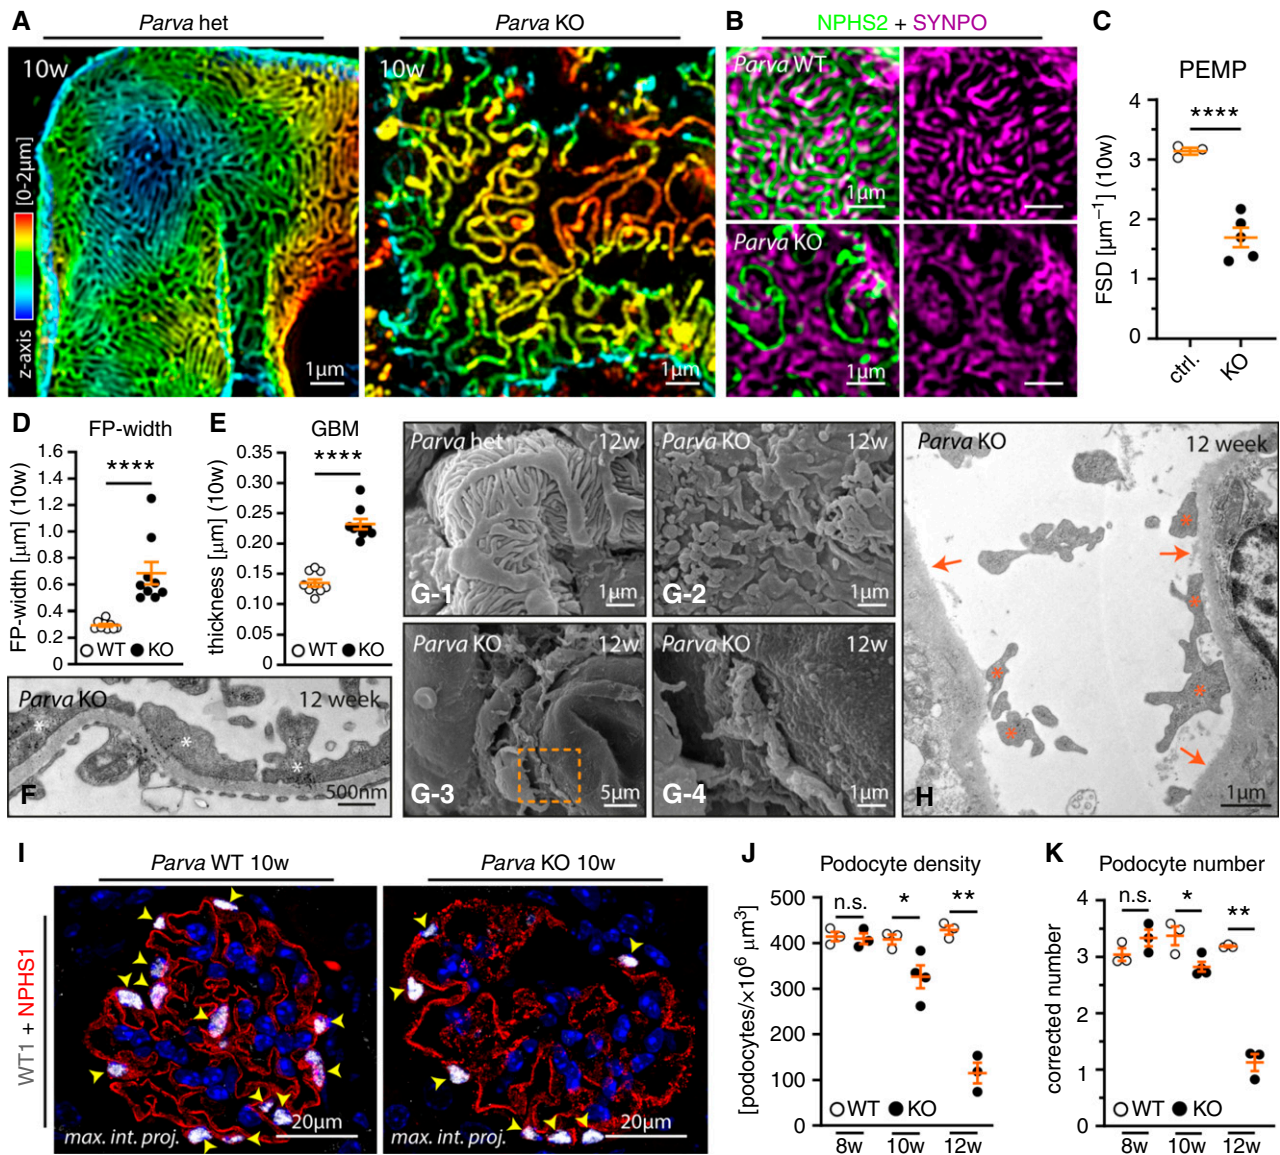 A
Parva het
Parva KO
10w
10w
z-axis
[0-2µm]
1µm
1µm
B
NPHS2 + SYNPO
Parva WT
1µm
Parva KO
1µm
C
PEMP
****
FSD [µm⁻¹] (10w)
4
3
2
1
0
ctrl.
KO
D
FP-width
****
FP-width [µm] (10w)
1.6
1.4
1.2
1.0
0.8
0.6
0.4
0.2
0
WT KO
E
GBM
****
thickness [µm] (10w)
0.35
0.30
0.25
0.20
0.15
0.10
0.05
0
WT KO
Parva KO
12 week
* * *
F
500nm
Parva het
12w
G-1
1µm
Parva KO
12w
G-2
1µm
Parva KO
12w
G-3
5µm
Parva KO
12w
G-4
1µm
Parva KO
12 week
* * * * *
H
1µm
I
Parva WT 10w
Parva KO 10w
WT1 + NPHS1
max. int. proj.
20µm
max. int. proj.
20µm
J
Podocyte density
n.s.
*
**
[podocytes/×10⁶ µm³]
500
400
300
200
100
0
WT KO
8w
10w
12w
K
Podocyte number
n.s.
*
**
corrected number
4
3
2
1
0
WT KO
8w
10w
12w